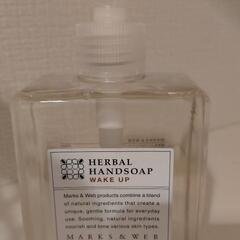 HERBAL
HANDSOAP
WAKE UP
Marks & Web products combine a blend
of natural ingredients that create a
unique, gentle formula for everyday
use. Soothing, natural ingredients
nourish and tone various skin types.
MARKS & WEB